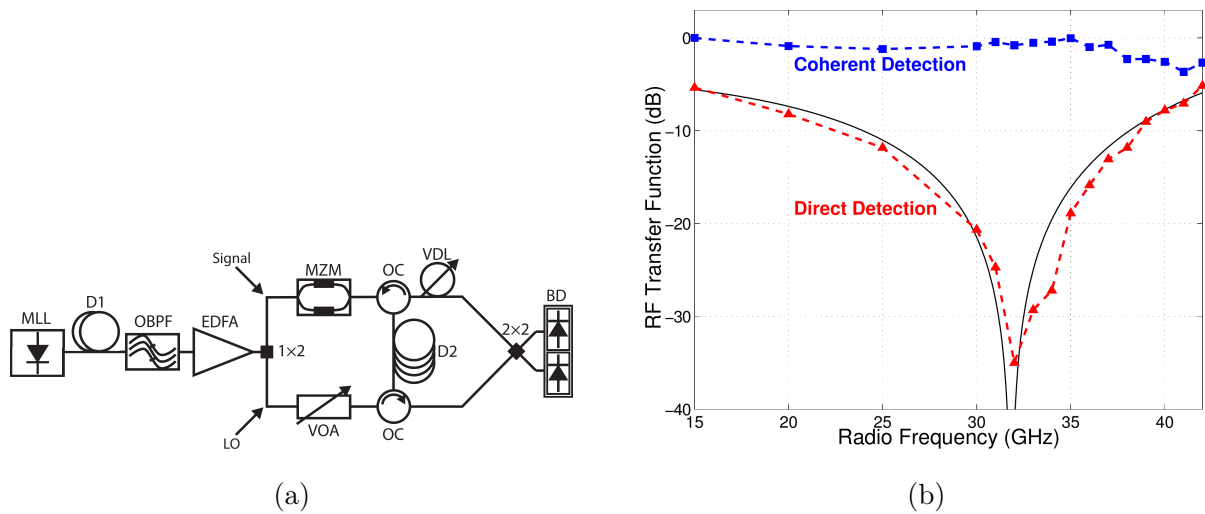 Signal
MZM
OC
VDL
BD
MLL
D1
OBPF
EDFA
1×2
D2
2×2
LO
VOA
OC
(a)
RF Transfer Function (dB)
0
−10
−20
−30
−40
Coherent Detection
Direct Detection
15
20
25
30
35
40
Radio Frequency (GHz)
(b)